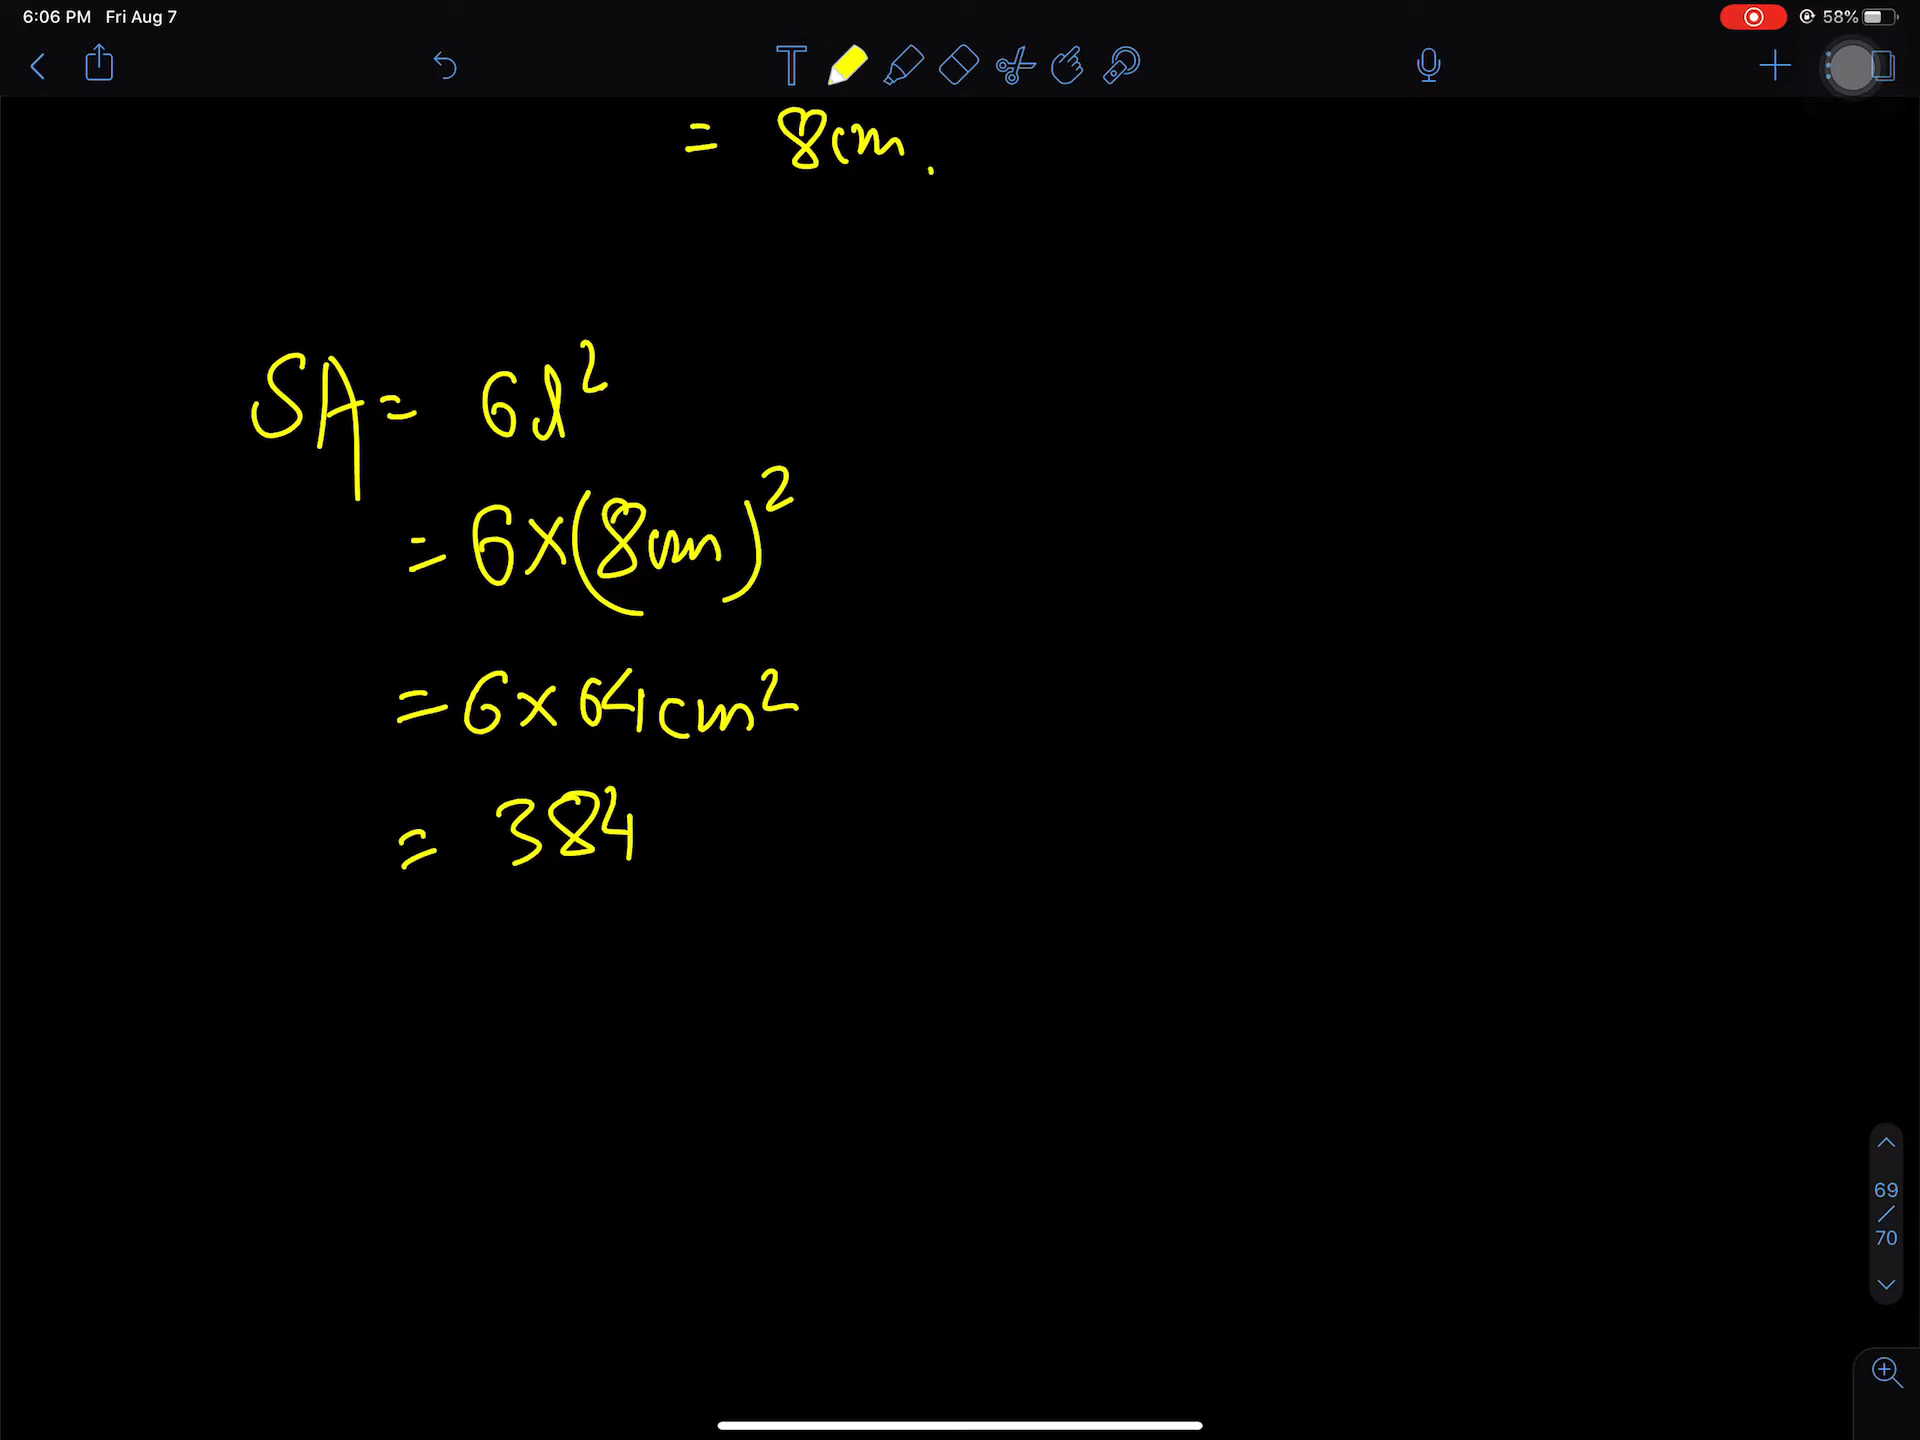 6:06 PM Fri Aug 7 58%
= 8cm.
SA = 6l²
= 6×(8cm)²
= 6×64cm²
= 384
69
/
70